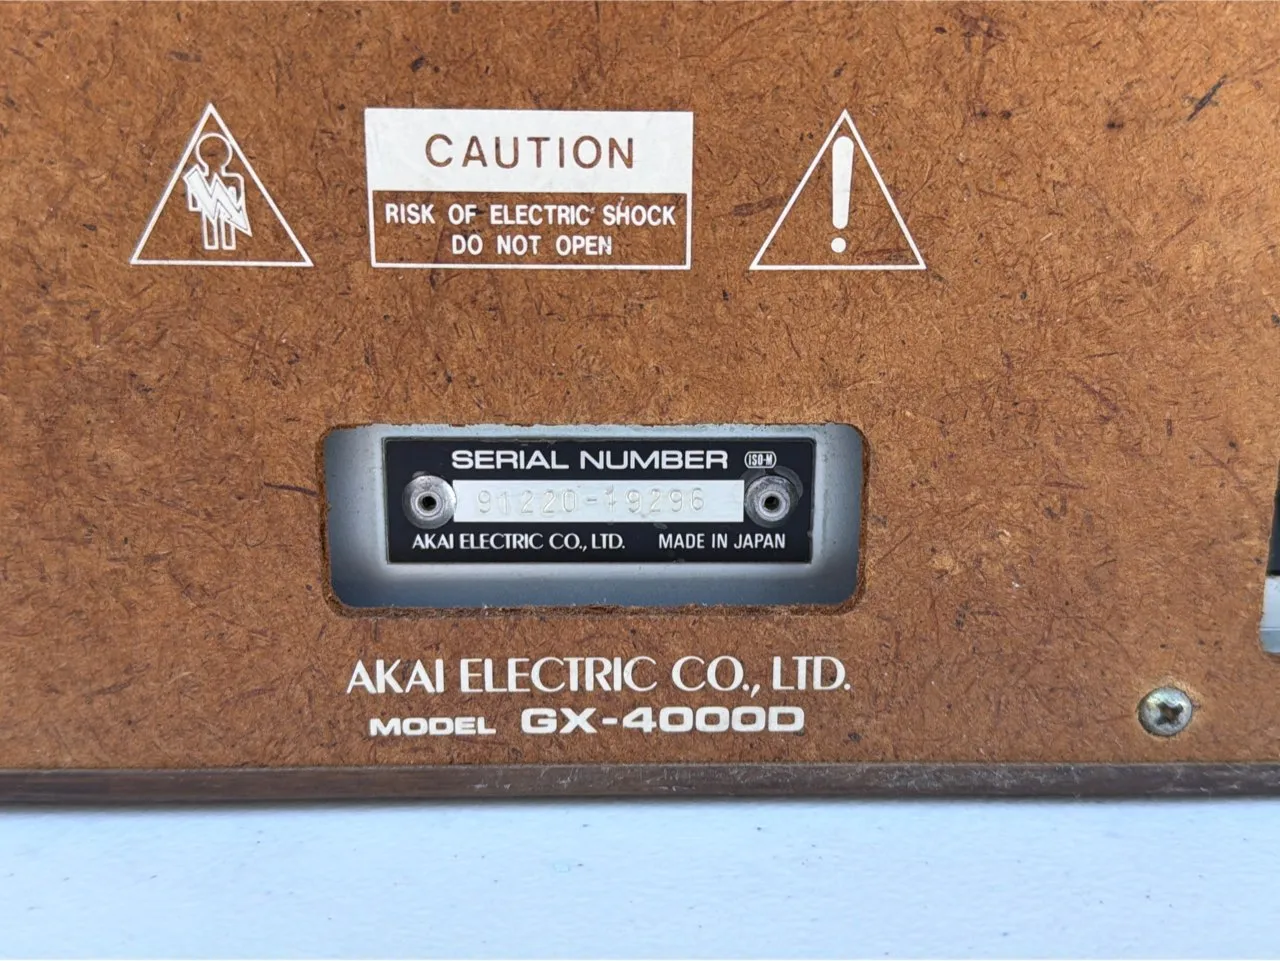 CAUTION
RISK OF ELECTRIC SHOCK
DO NOT OPEN
SERIAL NUMBER ISO-M
91220-19296
AKAI ELECTRIC CO., LTD. MADE IN JAPAN
AKAI ELECTRIC CO., LTD.
MODEL GX-4000D